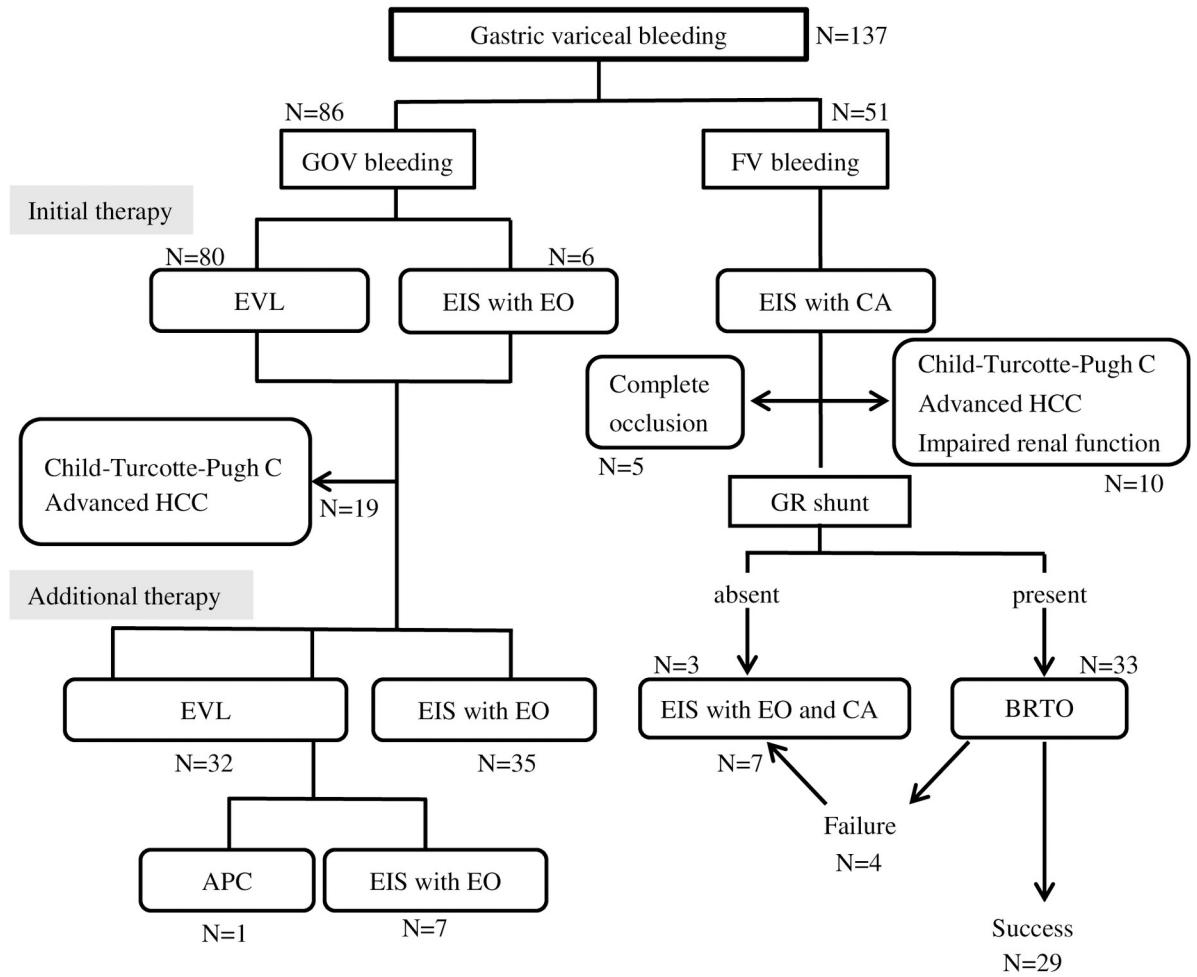 Gastric variceal bleeding
N=137
N=86
N=51
GOV bleeding
FV bleeding
Initial therapy
N=80
N=6
EVL
EIS with EO
EIS with CA
Complete
occlusion
N=5
Child-Turcotte-Pugh C
Advanced HCC
Impaired renal function
N=10
Child-Turcotte-Pugh C
Advanced HCC
N=19
GR shunt
Additional therapy
absent
present
N=3
N=33
EVL
EIS with EO
EIS with EO and CA
BRTO
N=32
N=35
N=7
Failure
N=4
APC
EIS with EO
N=1
N=7
Success
N=29